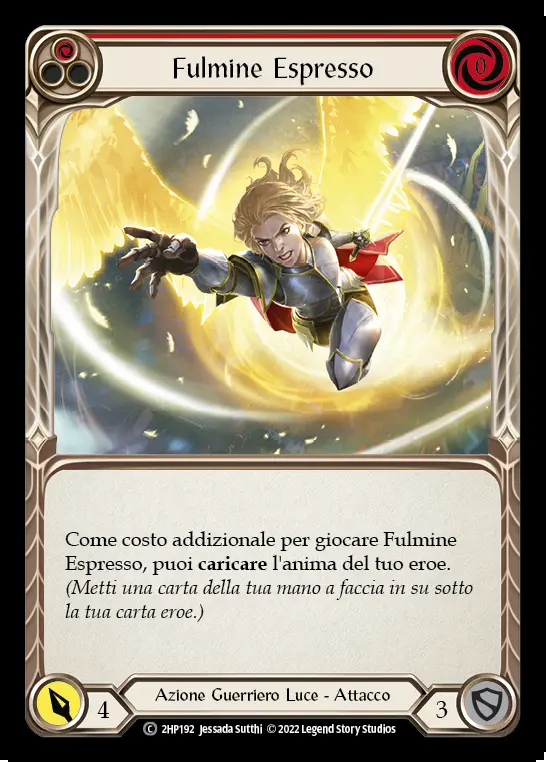 Fulmine Espresso
0
Come costo addizionale per giocare Fulmine
Espresso, puoi caricare l'anima del tuo eroe.
(Metti una carta della tua mano a faccia in su sotto
la tua carta eroe.)
4
Azione Guerriero Luce - Attacco
3
C 2HP192 Jessada Sutthi © 2022 Legend Story Studios